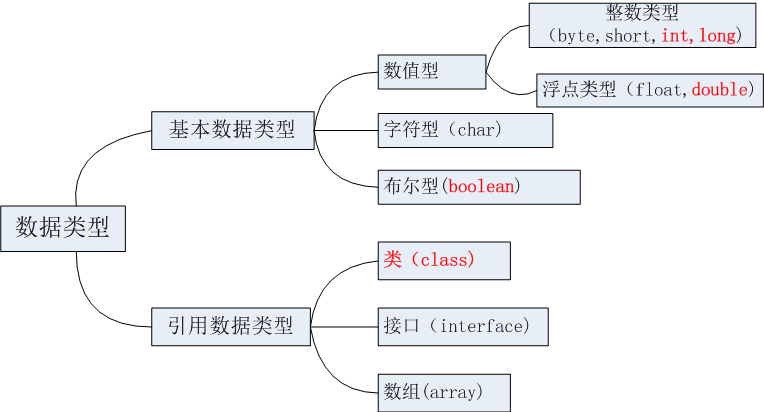 整数类型
（byte,short,int,long）
数值型
浮点类型（float,double）
基本数据类型
字符型（char）
布尔型(boolean)
数据类型
类（class）
引用数据类型
接口（interface）
数组(array)